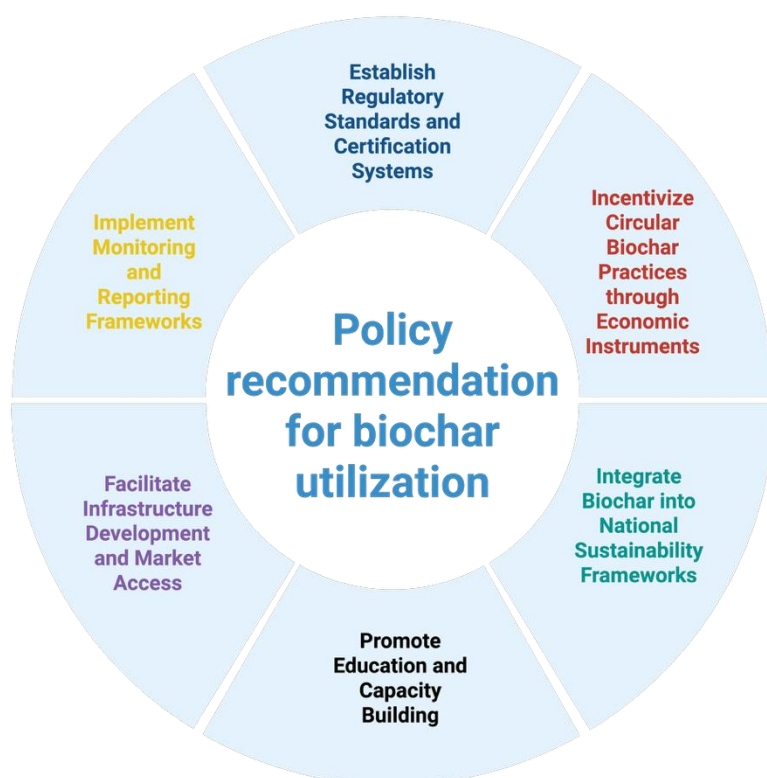 Establish
Regulatory
Standards and
Certification
Systems
Incentivize
Circular
Biochar
Practices
through
Economic
Instruments
Integrate
Biochar into
National
Sustainability
Frameworks
Promote
Education and
Capacity
Building
Facilitate
Infrastructure
Development
and Market
Access
Implement
Monitoring
and
Reporting
Frameworks
Policy
recommendation
for biochar
utilization